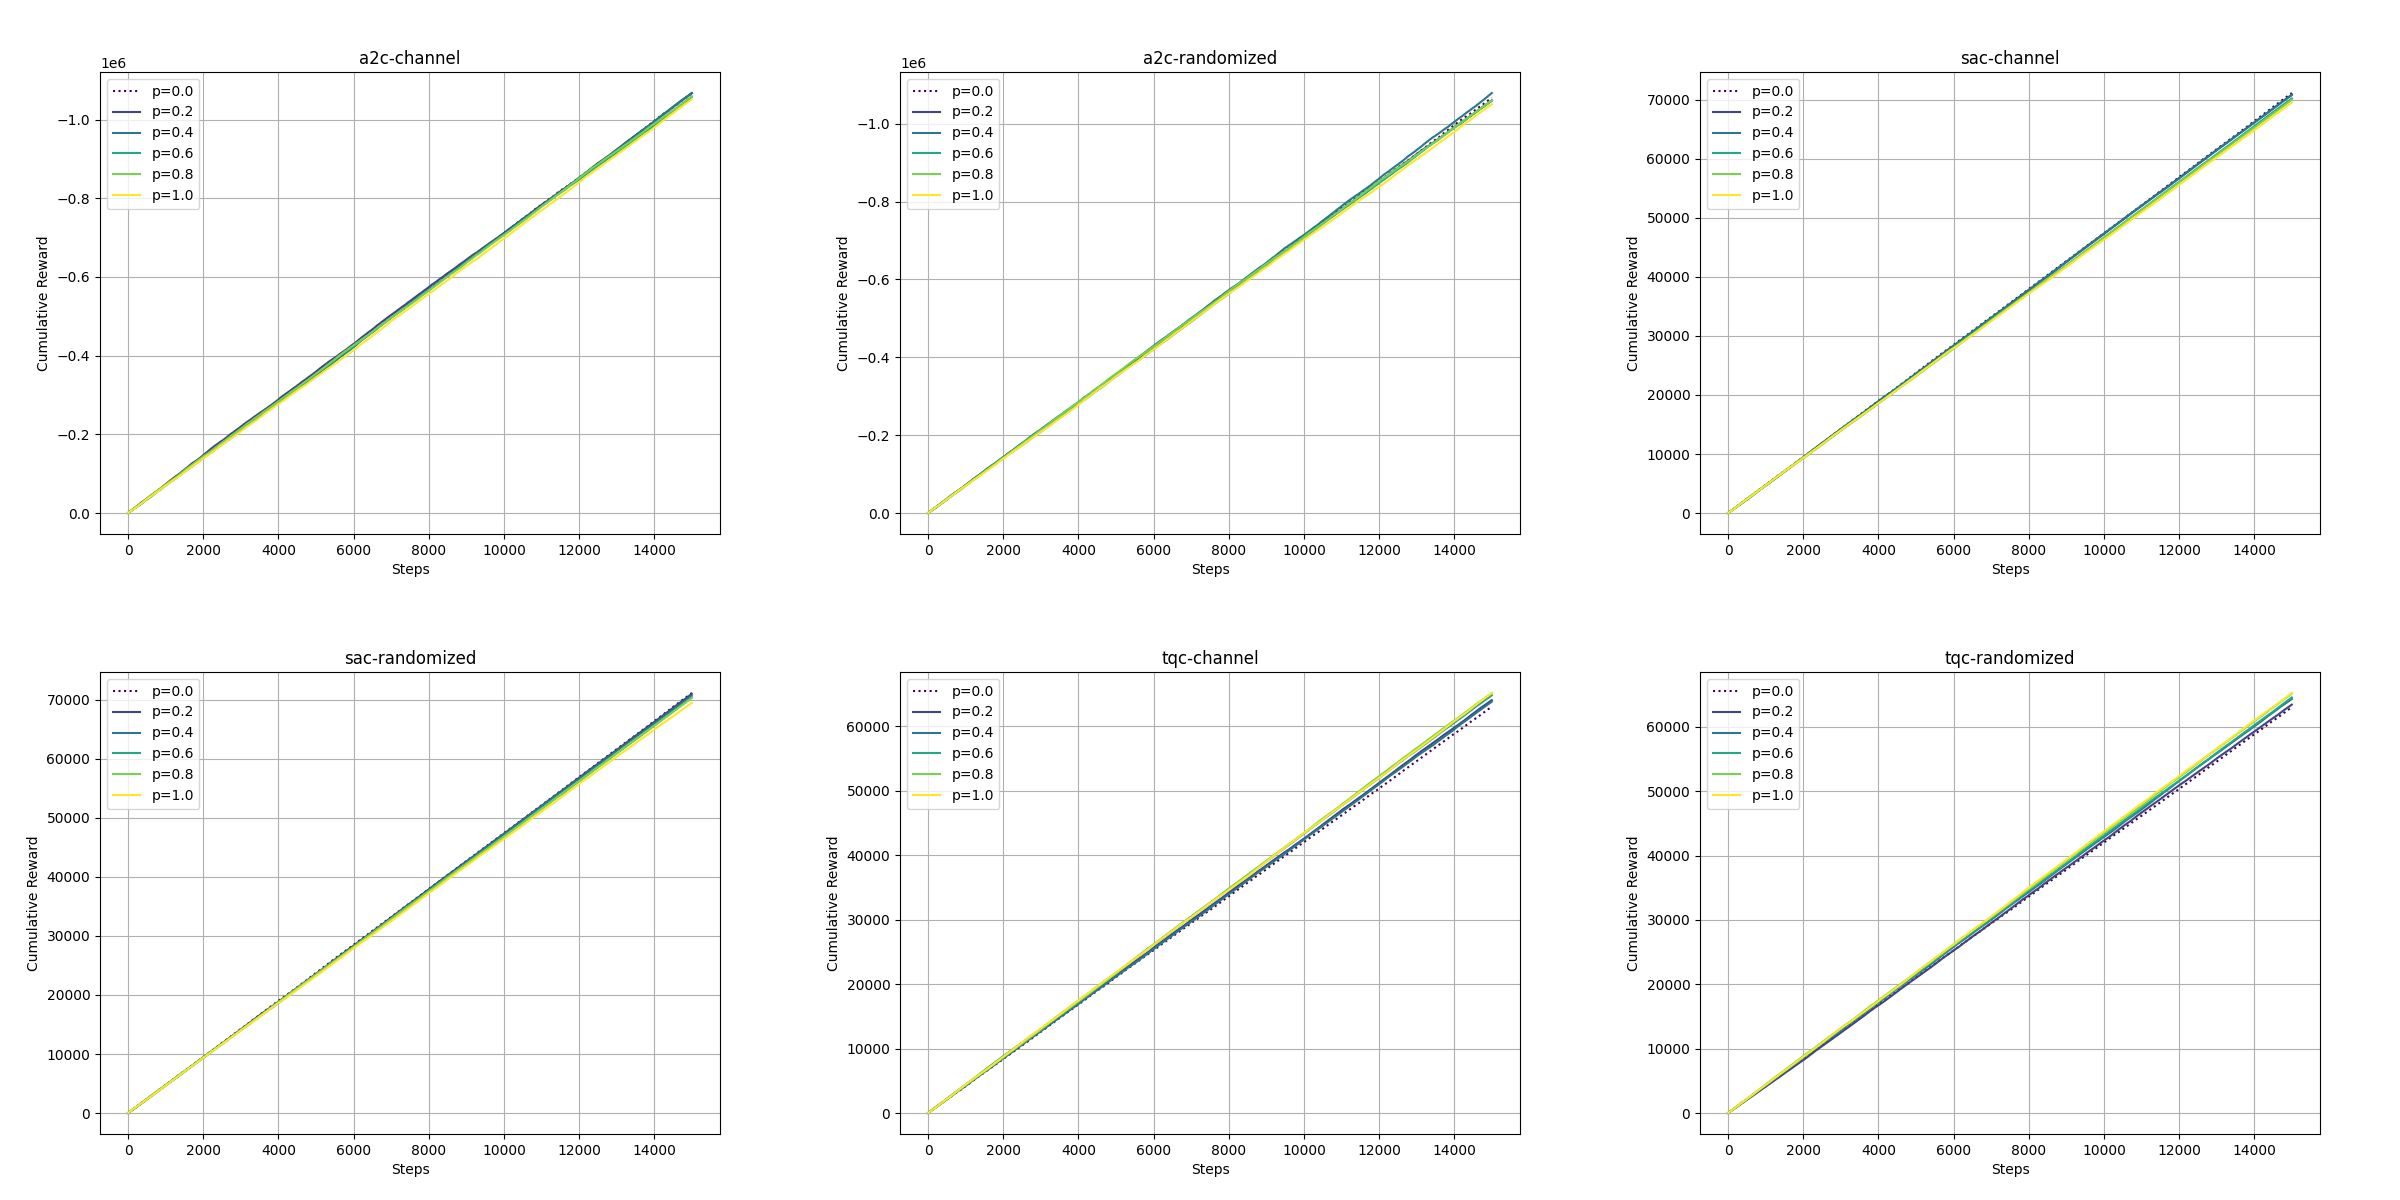 a2c-channel
1e6
p=0.0
p=0.2
p=0.4
p=0.6
p=0.8
p=1.0
−1.0
−0.8
−0.6
−0.4
−0.2
0.0
Cumulative Reward
0 2000 4000 6000 8000 10000 12000 14000
Steps
a2c-randomized
1e6
p=0.0
p=0.2
p=0.4
p=0.6
p=0.8
p=1.0
−1.0
−0.8
−0.6
−0.4
−0.2
0.0
Cumulative Reward
0 2000 4000 6000 8000 10000 12000 14000
Steps
sac-channel
p=0.0
p=0.2
p=0.4
p=0.6
p=0.8
p=1.0
70000
60000
50000
40000
30000
20000
10000
0
Cumulative Reward
0 2000 4000 6000 8000 10000 12000 14000
Steps
sac-randomized
p=0.0
p=0.2
p=0.4
p=0.6
p=0.8
p=1.0
70000
60000
50000
40000
30000
20000
10000
0
Cumulative Reward
0 2000 4000 6000 8000 10000 12000 14000
Steps
tqc-channel
p=0.0
p=0.2
p=0.4
p=0.6
p=0.8
p=1.0
60000
50000
40000
30000
20000
10000
0
Cumulative Reward
0 2000 4000 6000 8000 10000 12000 14000
Steps
tqc-randomized
p=0.0
p=0.2
p=0.4
p=0.6
p=0.8
p=1.0
60000
50000
40000
30000
20000
10000
0
Cumulative Reward
0 2000 4000 6000 8000 10000 12000 14000
Steps